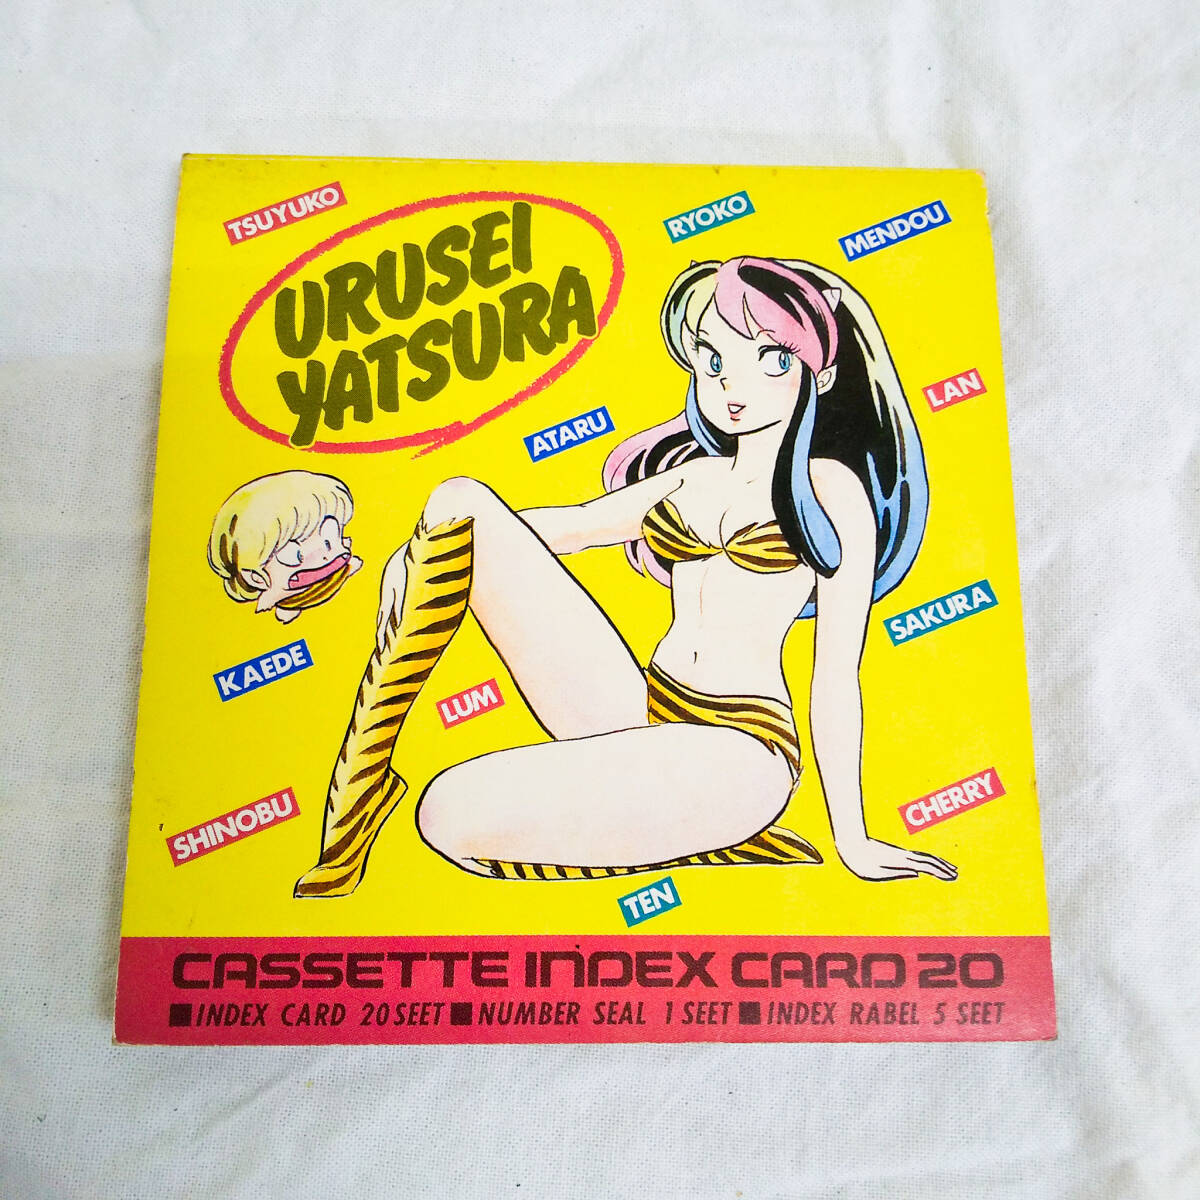 TSUYUKO
RYOKO
MENDOU
URUSEI
YATSURA
LAN
ATARU
SAKURA
KAEDE
LUM
CHERRY
SHINOBU
TEN
CASSETTE INDEX CARD 20
■INDEX CARD 20 SEET ■NUMBER SEAL 1 SEET ■INDEX RABEL 5 SEET